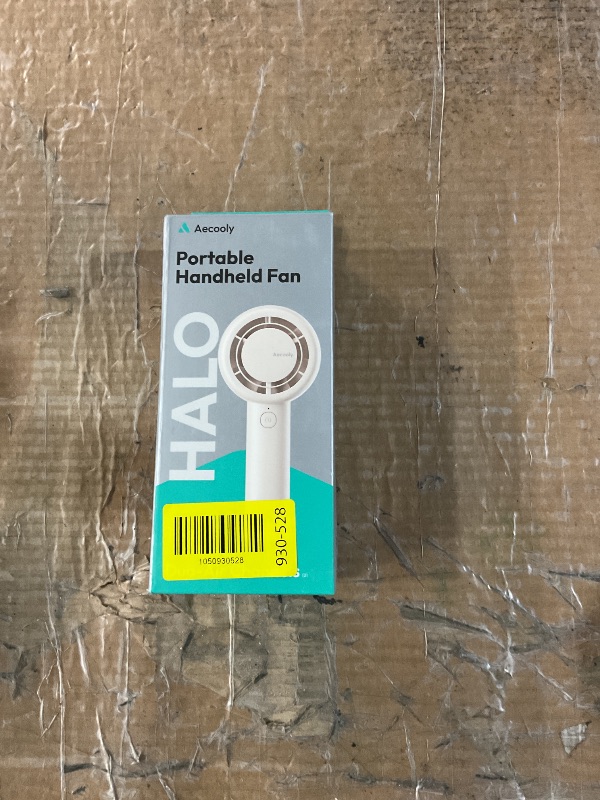 Aecooly
Portable
Handheld Fan
HALO
Aecooly
1050930528
930-528